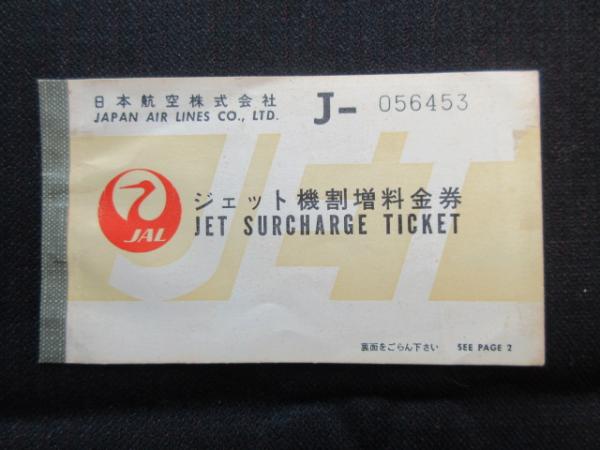 日本航空株式会社
JAPAN AIR LINES CO., LTD.
J- 056453
JET
JAL
ジェット機割増料金券
JET SURCHARGE TICKET
裏面をごらん下さい SEE PAGE 2